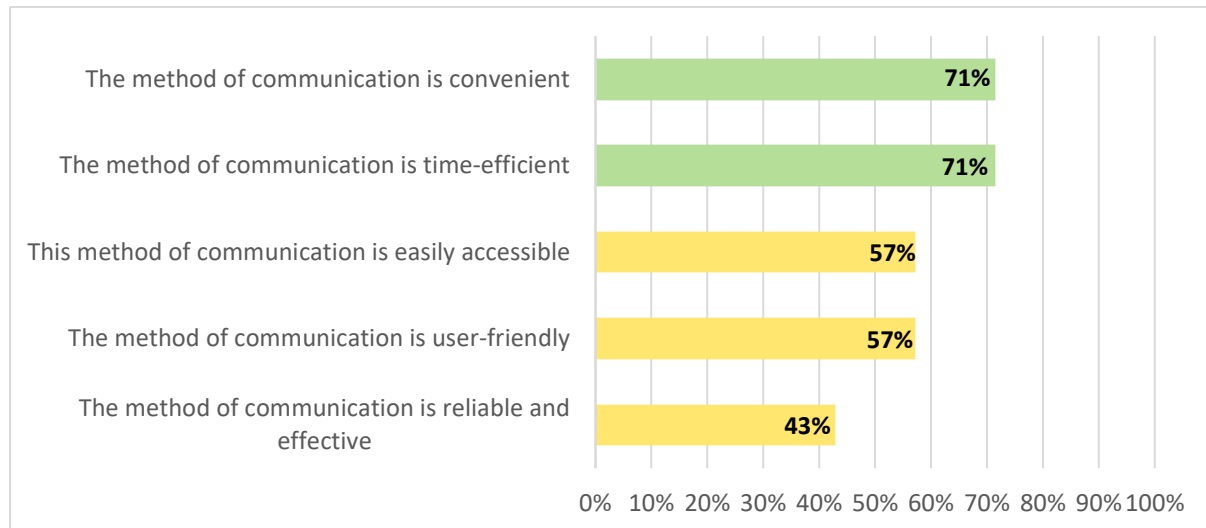 The method of communication is convenient
71%
The method of communication is time-efficient
71%
This method of communication is easily accessible
57%
The method of communication is user-friendly
57%
The method of communication is reliable and
effective
43%
0% 10% 20% 30% 40% 50% 60% 70% 80% 90% 100%